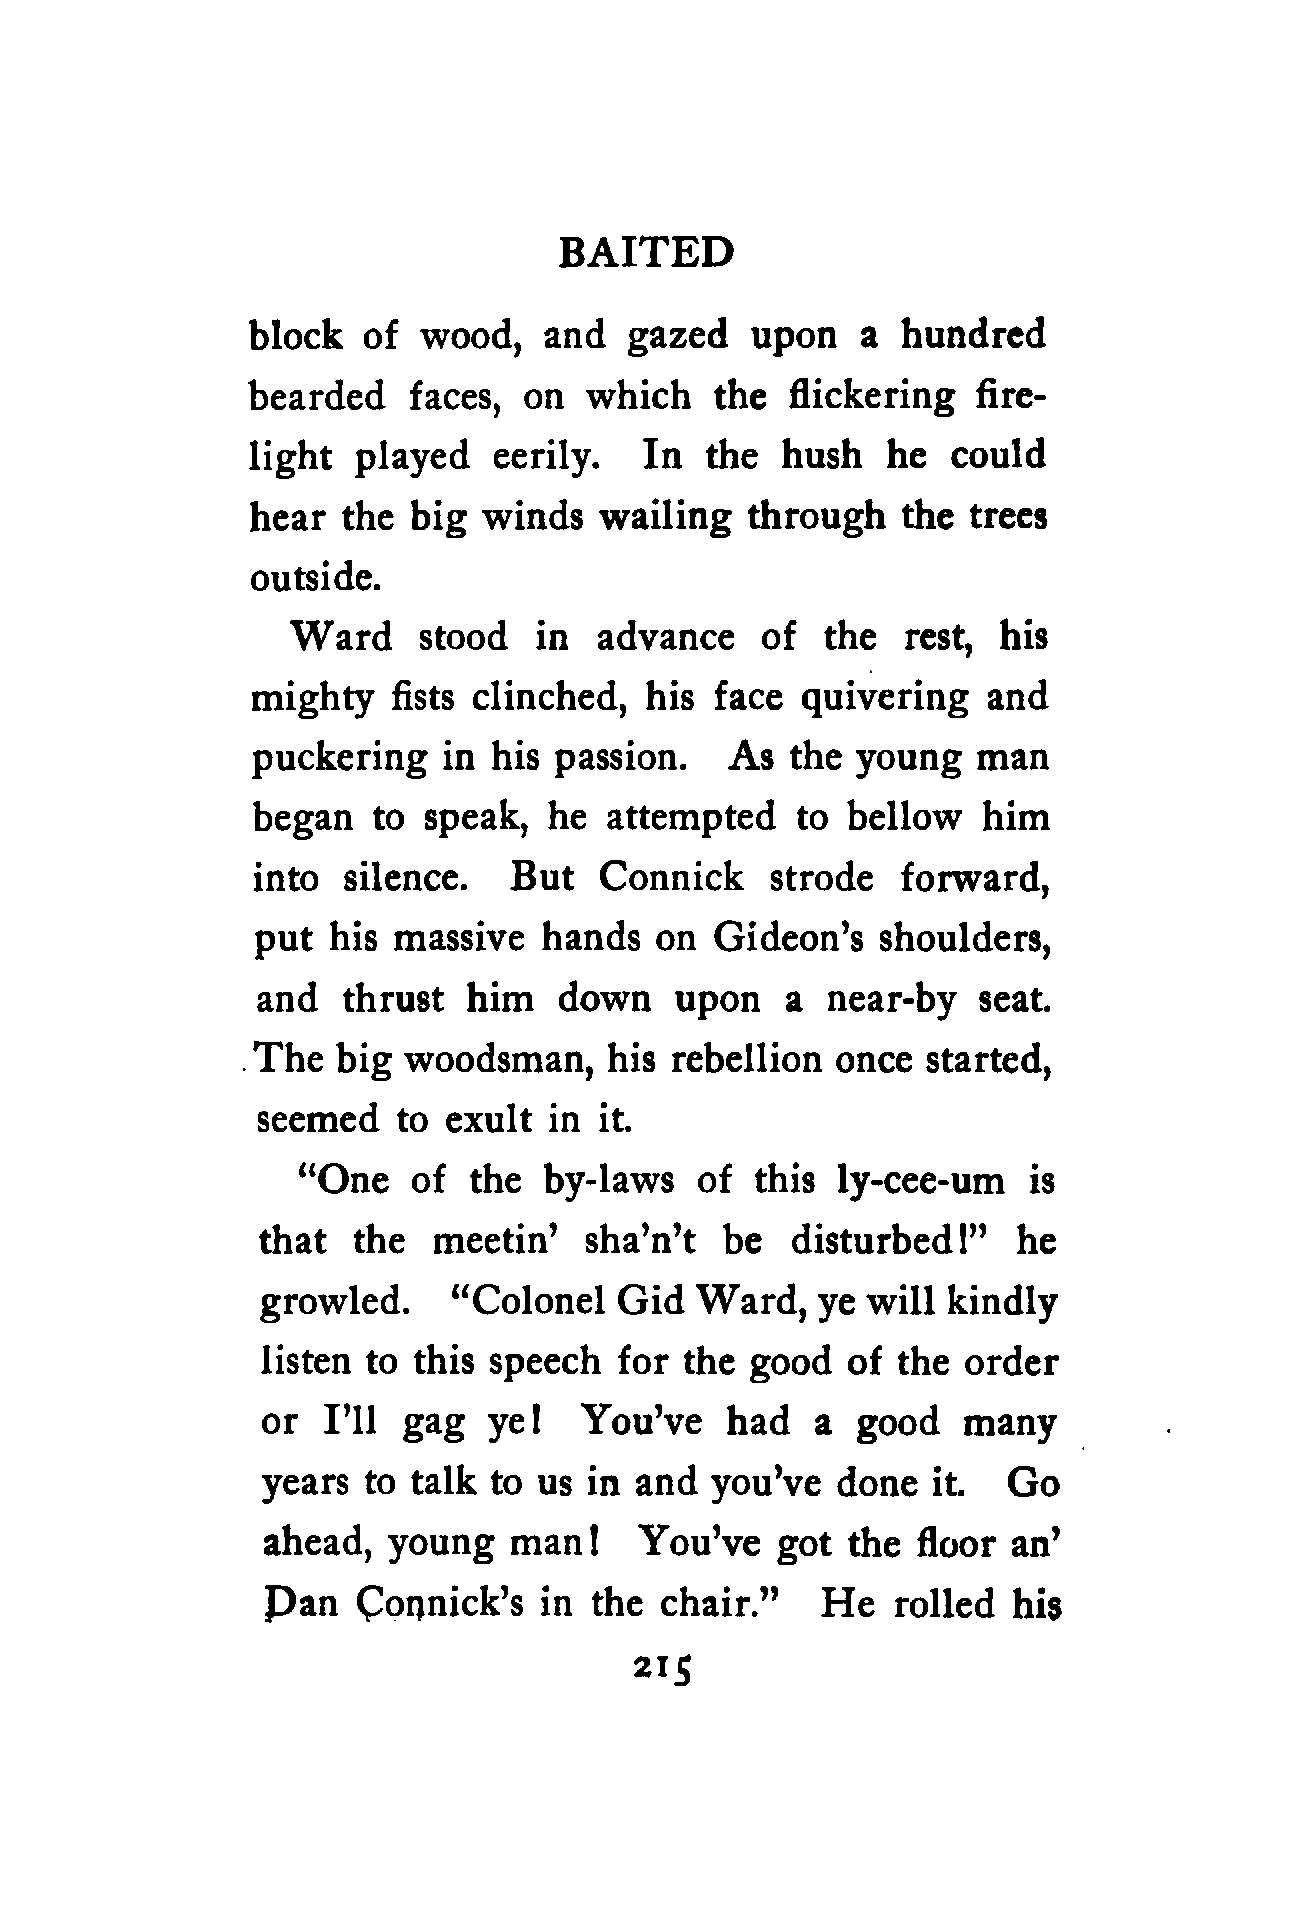 BAITED
block of wood, and gazed upon a hundred
bearded faces, on which the flickering fire-
light played eerily. In the hush he could
hear the big winds wailing through the trees
outside.
Ward stood in advance of the rest, his
mighty fists clinched, his face quivering and
puckering in his passion. As the young man
began to speak, he attempted to bellow him
into silence. But Connick strode forward,
put his massive hands on Gideon's shoulders,
and thrust him down upon a near-by seat.
The big woodsman, his rebellion once started,
seemed to exult in it.
"One of the by-laws of this ly-cee-um is
that the meetin' sha'n't be disturbed!" he
growled. "Colonel Gid Ward, ye will kindly
listen to this speech for the good of the order
or I'll gag ye! You've had a good many
years to talk to us in and you've done it. Go
ahead, young man! You've got the floor an'
Dan Connick's in the chair." He rolled his
215